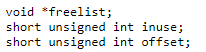 void *freelist;
short unsigned int inuse;
short unsigned int offset;